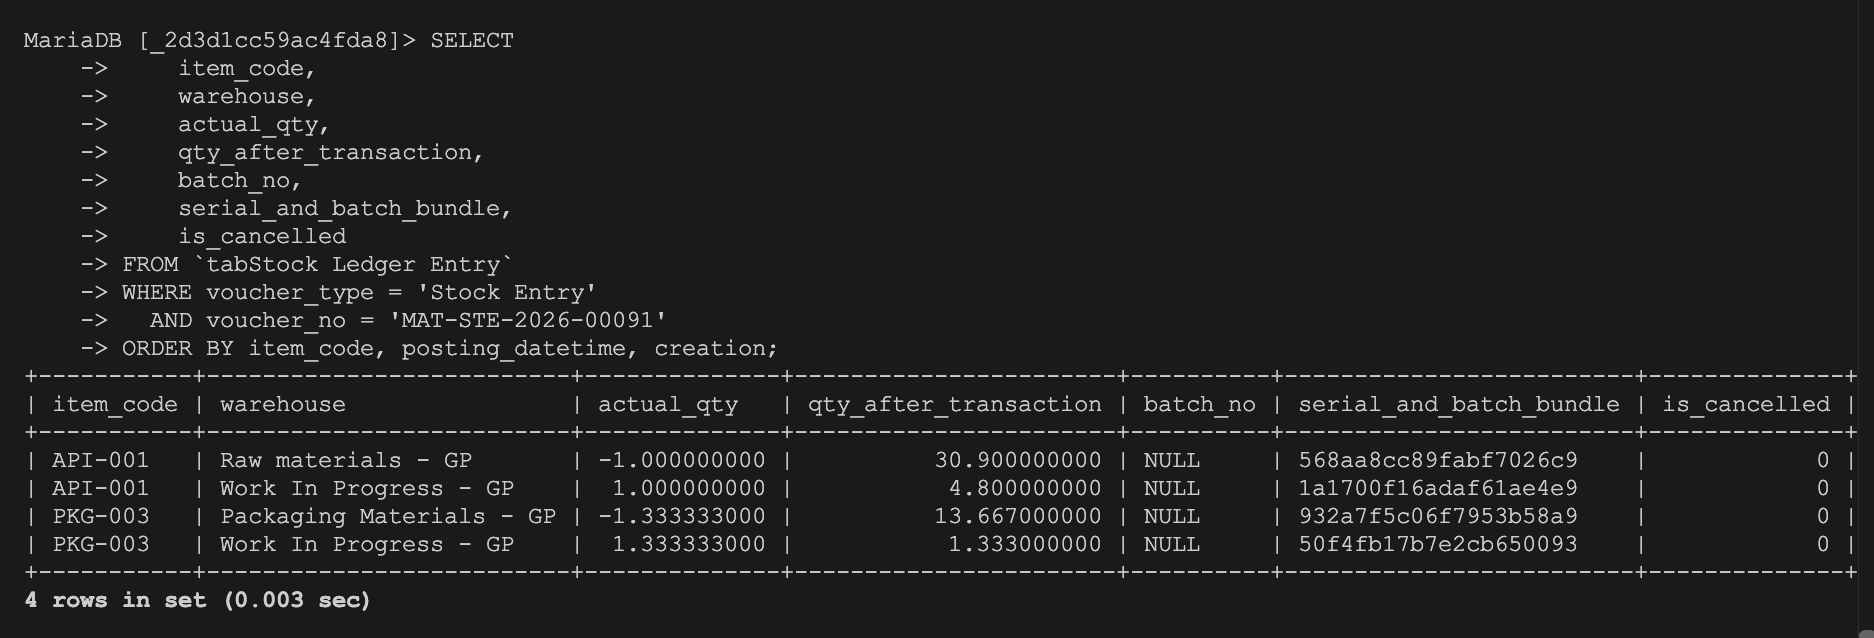 MariaDB [_2d3d1cc59ac4fda8]> SELECT
    ->     item_code,
    ->     warehouse,
    ->     actual_qty,
    ->     qty_after_transaction,
    ->     batch_no,
    ->     serial_and_batch_bundle,
    ->     is_cancelled
    -> FROM `tabStock Ledger Entry`
    -> WHERE voucher_type = 'Stock Entry'
    ->   AND voucher_no = 'MAT-STE-2026-00091'
    -> ORDER BY item_code, posting_datetime, creation;
+-----------+--------------------------+--------------+-----------------------+----------+-------------------------+--------------+
| item_code | warehouse                | actual_qty   | qty_after_transaction | batch_no | serial_and_batch_bundle | is_cancelled |
+-----------+--------------------------+--------------+-----------------------+----------+-------------------------+--------------+
| API-001   | Raw materials - GP       | -1.000000000 |          30.900000000 | NULL     | 568aa8cc89fabf7026c9    |            0 |
| API-001   | Work In Progress - GP    |  1.000000000 |           4.800000000 | NULL     | 1a1700f16adaf61ae4e9    |            0 |
| PKG-003   | Packaging Materials - GP | -1.333333000 |          13.667000000 | NULL     | 932a7f5c06f7953b58a9    |            0 |
| PKG-003   | Work In Progress - GP    |  1.333333000 |           1.333000000 | NULL     | 50f4fb17b7e2cb650093    |            0 |
+-----------+--------------------------+--------------+-----------------------+----------+-------------------------+--------------+
4 rows in set (0.003 sec)